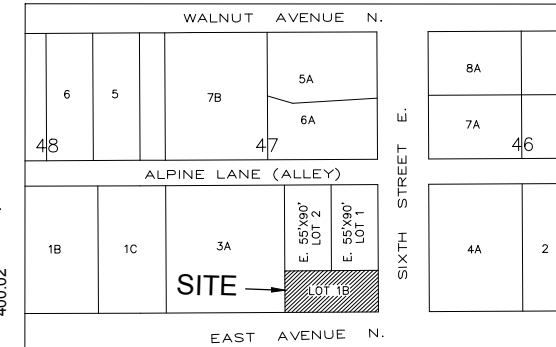 WALNUT AVENUE N.
6
5
7B
5A
6A
8A
7A
48
47
46
ALPINE LANE (ALLEY)
SIXTH STREET E.
1B
1C
3A
E. 55'X90'
LOT 2
E. 55'X90'
LOT 1
4A
2
SITE
LOT 1B
EAST AVENUE N.
400.02